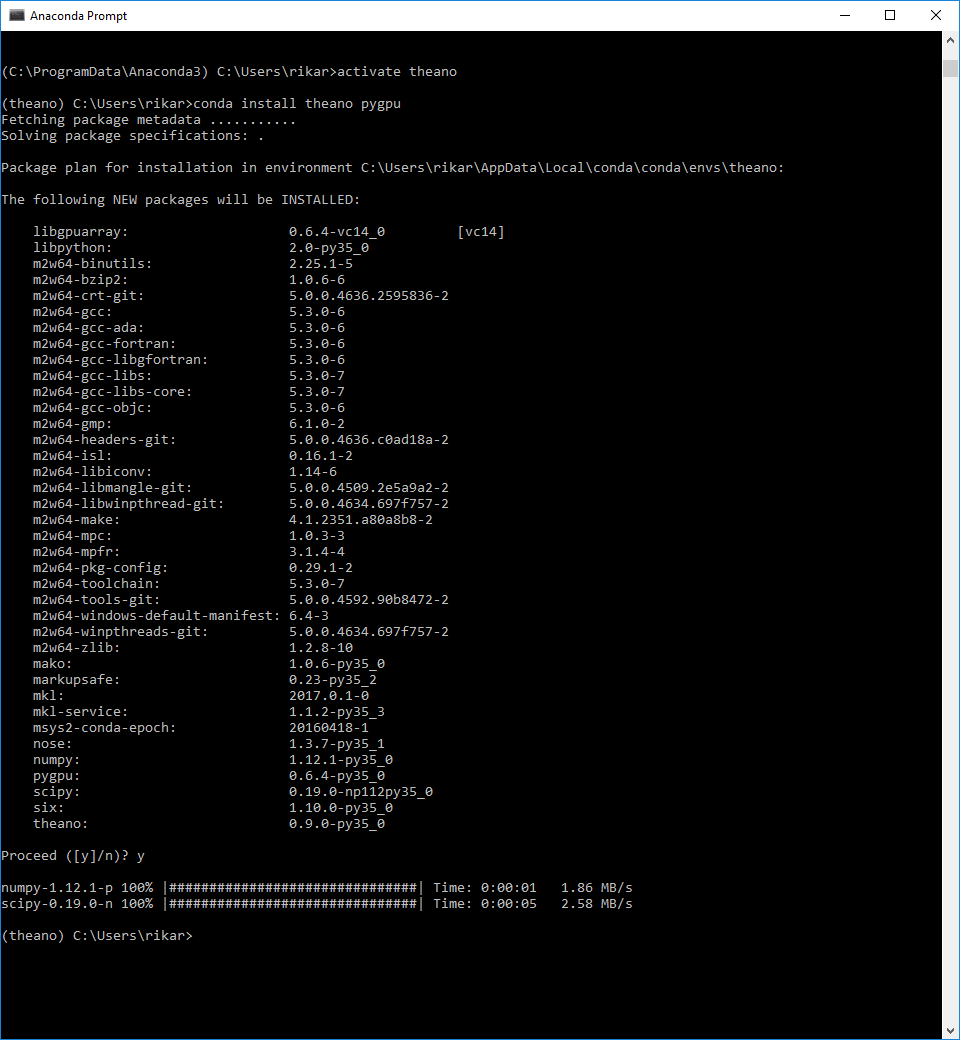 Anaconda Prompt
(C:\ProgramData\Anaconda3) C:\Users\rikar>activate theano
(theano) C:\Users\rikar>conda install theano pygpu
Fetching package metadata ...........
Solving package specifications: .
Package plan for installation in environment C:\Users\rikar\AppData\Local\conda\conda\envs\theano:
The following NEW packages will be INSTALLED:
libgpuarray: 0.6.4-vc14_0 [vc14]
libpython: 2.0-py35_0
m2w64-binutils: 2.25.1-5
m2w64-bzip2: 1.0.6-6
m2w64-crt-git: 5.0.0.4636.2595836-2
m2w64-gcc: 5.3.0-6
m2w64-gcc-ada: 5.3.0-6
m2w64-gcc-fortran: 5.3.0-6
m2w64-gcc-libgfortran: 5.3.0-6
m2w64-gcc-libs: 5.3.0-7
m2w64-gcc-libs-core: 5.3.0-7
m2w64-gcc-objc: 5.3.0-6
m2w64-gmp: 6.1.0-2
m2w64-headers-git: 5.0.0.4636.c0ad18a-2
m2w64-isl: 0.16.1-2
m2w64-libiconv: 1.14-6
m2w64-libmangle-git: 5.0.0.4509.2e5a9a2-2
m2w64-libwinpthread-git: 5.0.0.4634.697f757-2
m2w64-make: 4.1.2351.a80a8b8-2
m2w64-mpc: 1.0.3-3
m2w64-mpfr: 3.1.4-4
m2w64-pkg-config: 0.29.1-2
m2w64-toolchain: 5.3.0-7
m2w64-tools-git: 5.0.0.4592.90b8472-2
m2w64-windows-default-manifest: 6.4-3
m2w64-winpthreads-git: 5.0.0.4634.697f757-2
m2w64-zlib: 1.2.8-10
mako: 1.0.6-py35_0
markupsafe: 0.23-py35_2
mkl: 2017.0.1-0
mkl-service: 1.1.2-py35_3
msys2-conda-epoch: 20160418-1
nose: 1.3.7-py35_1
numpy: 1.12.1-py35_0
pygpu: 0.6.4-py35_0
scipy: 0.19.0-np112py35_0
six: 1.10.0-py35_0
theano: 0.9.0-py35_0
Proceed ([y]/n)? y
numpy-1.12.1-p 100% |###############################| Time: 0:00:01 1.86 MB/s
scipy-0.19.0-n 100% |###############################| Time: 0:00:05 2.58 MB/s
(theano) C:\Users\rikar>